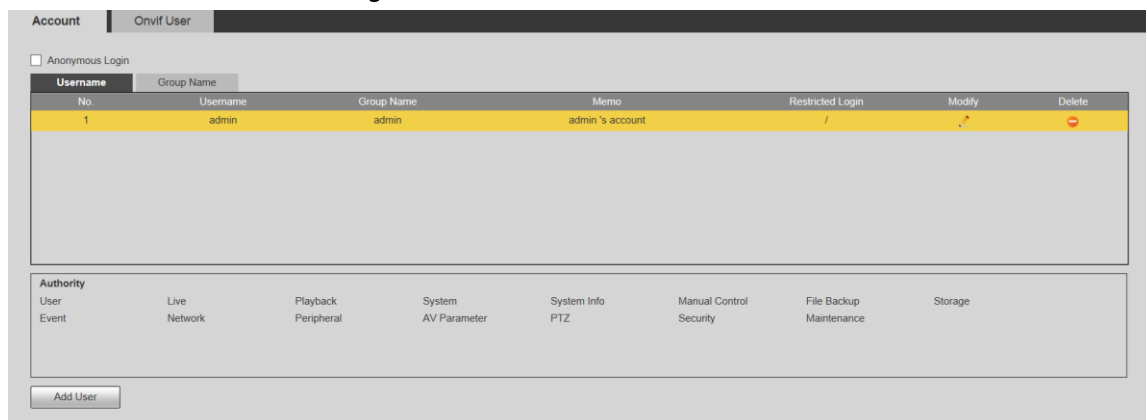 Account Onvif User
Anonymous Login
Username Group Name
No. Username Group Name Memo Restricted Login Modify Delete
1 admin admin admin 's account /
Authority
User Live Playback System System Info Manual Control File Backup Storage
Event Network Peripheral AV Parameter PTZ Security Maintenance
Add User